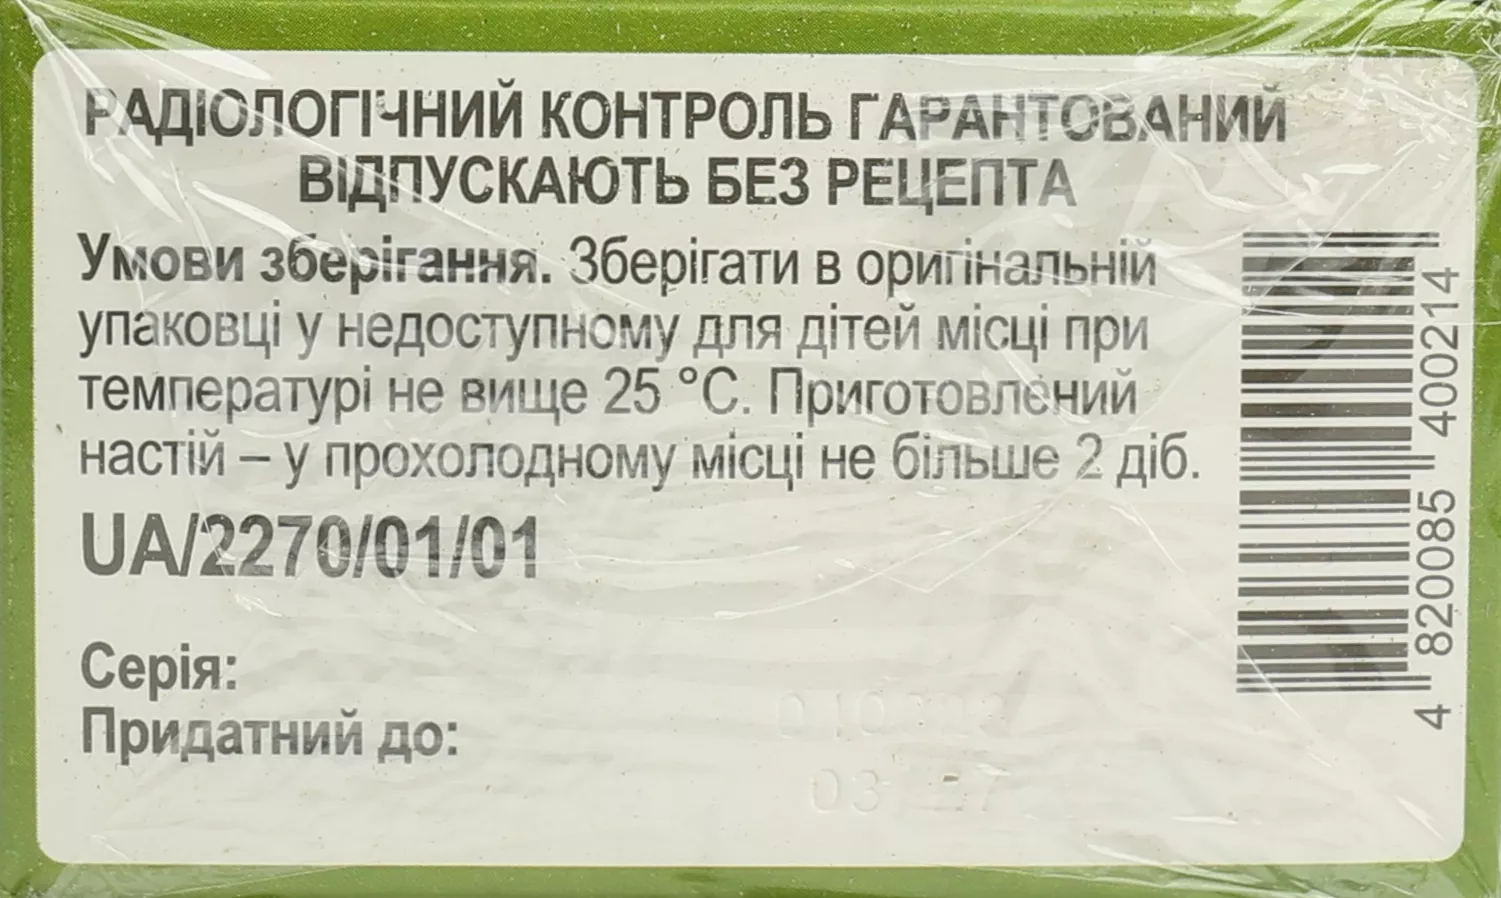 РАДІОЛОГІЧНИЙ КОНТРОЛЬ ГАРАНТОВАНИЙ
ВІДПУСКАЮТЬ БЕЗ РЕЦЕПТА
Умови зберігання. Зберігати в оригінальній
упаковці у недоступному для дітей місці при
температурі не вище 25 °С. Приготовлений
настій – у прохолодному місці не більше 2 діб.
UA/2270/01/01
Серія:
Придатний до:
4 820085 400214